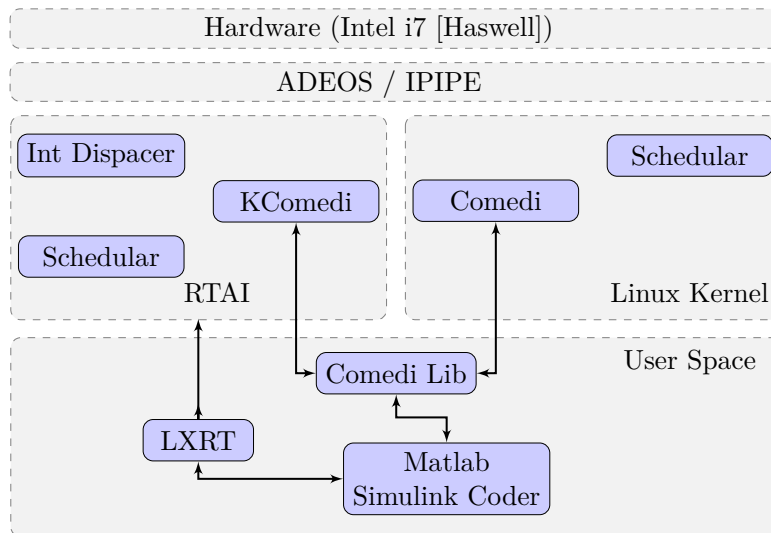 Hardware (Intel i7 [Haswell])
ADEOS / IPIPE
Int Dispacer
Schedular
KComedi
Comedi
Schedular
RTAI
Linux Kernel
User Space
Comedi Lib
LXRT
Matlab
Simulink Coder